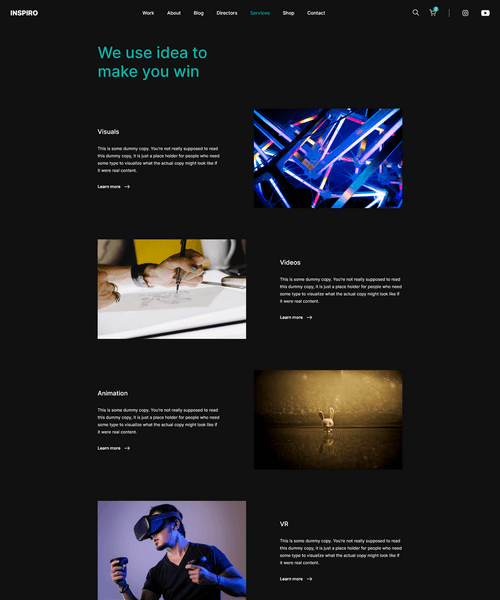 INSPIRO
Work About Blog Directors Services Shop Contact
2
We use idea to
make you win
Visuals
This is some dummy copy. You're not really supposed to read
this dummy copy, it is just a place holder for people who need
some type to visualize what the actual copy might look like if
it were real content.
Learn more
Videos
This is some dummy copy. You're not really supposed to read
this dummy copy, it is just a place holder for people who need
some type to visualize what the actual copy might look like if
it were real content.
Learn more
Animation
This is some dummy copy. You're not really supposed to read
this dummy copy, it is just a place holder for people who need
some type to visualize what the actual copy might look like if
it were real content.
Learn more
VR
This is some dummy copy. You're not really supposed to read
this dummy copy, it is just a place holder for people who need
some type to visualize what the actual copy might look like if
it were real content.
Learn more